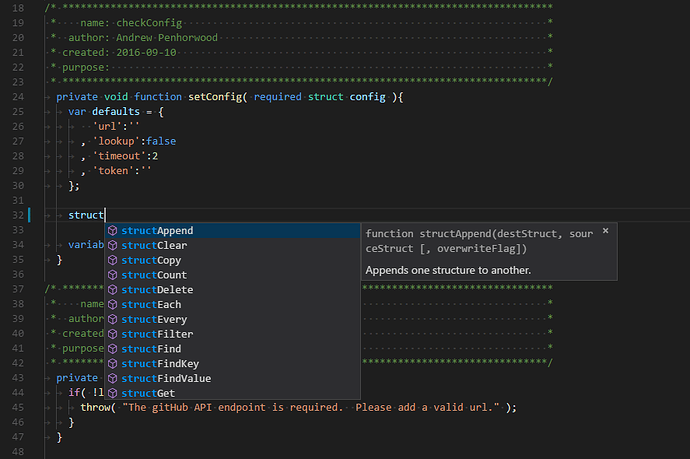 18 /* **********************************************************************************
19 * name: checkConfig *
20 * author: Andrew Penhorwood *
21 * created: 2016-09-10 *
22 * purpose: *
23 * *********************************************************************************/
24 private void function setConfig( required struct config ){
25 var defaults = {
26 'url':''
27 , 'lookup':false
28 , 'timeout':2
29 , 'token':''
30 };
31
32 struct
structAppend
function structAppend(destStruct, sour
ceStruct [, overwriteFlag])
×
Appends one structure to another.
33
structClear
34 variab
structCopy
35 }
structCount
36
structDelete
37 /* **
structEach
38 * name
structEvery
39 * author
structFilter
40 * created
structFind
41 * purpose
structFindKey
42 * **
structFindValue
43 private
structGet
44 if( !l
45 throw( "The gitHub API endpoint is required. Please add a valid url." );
46 }
47 }
48